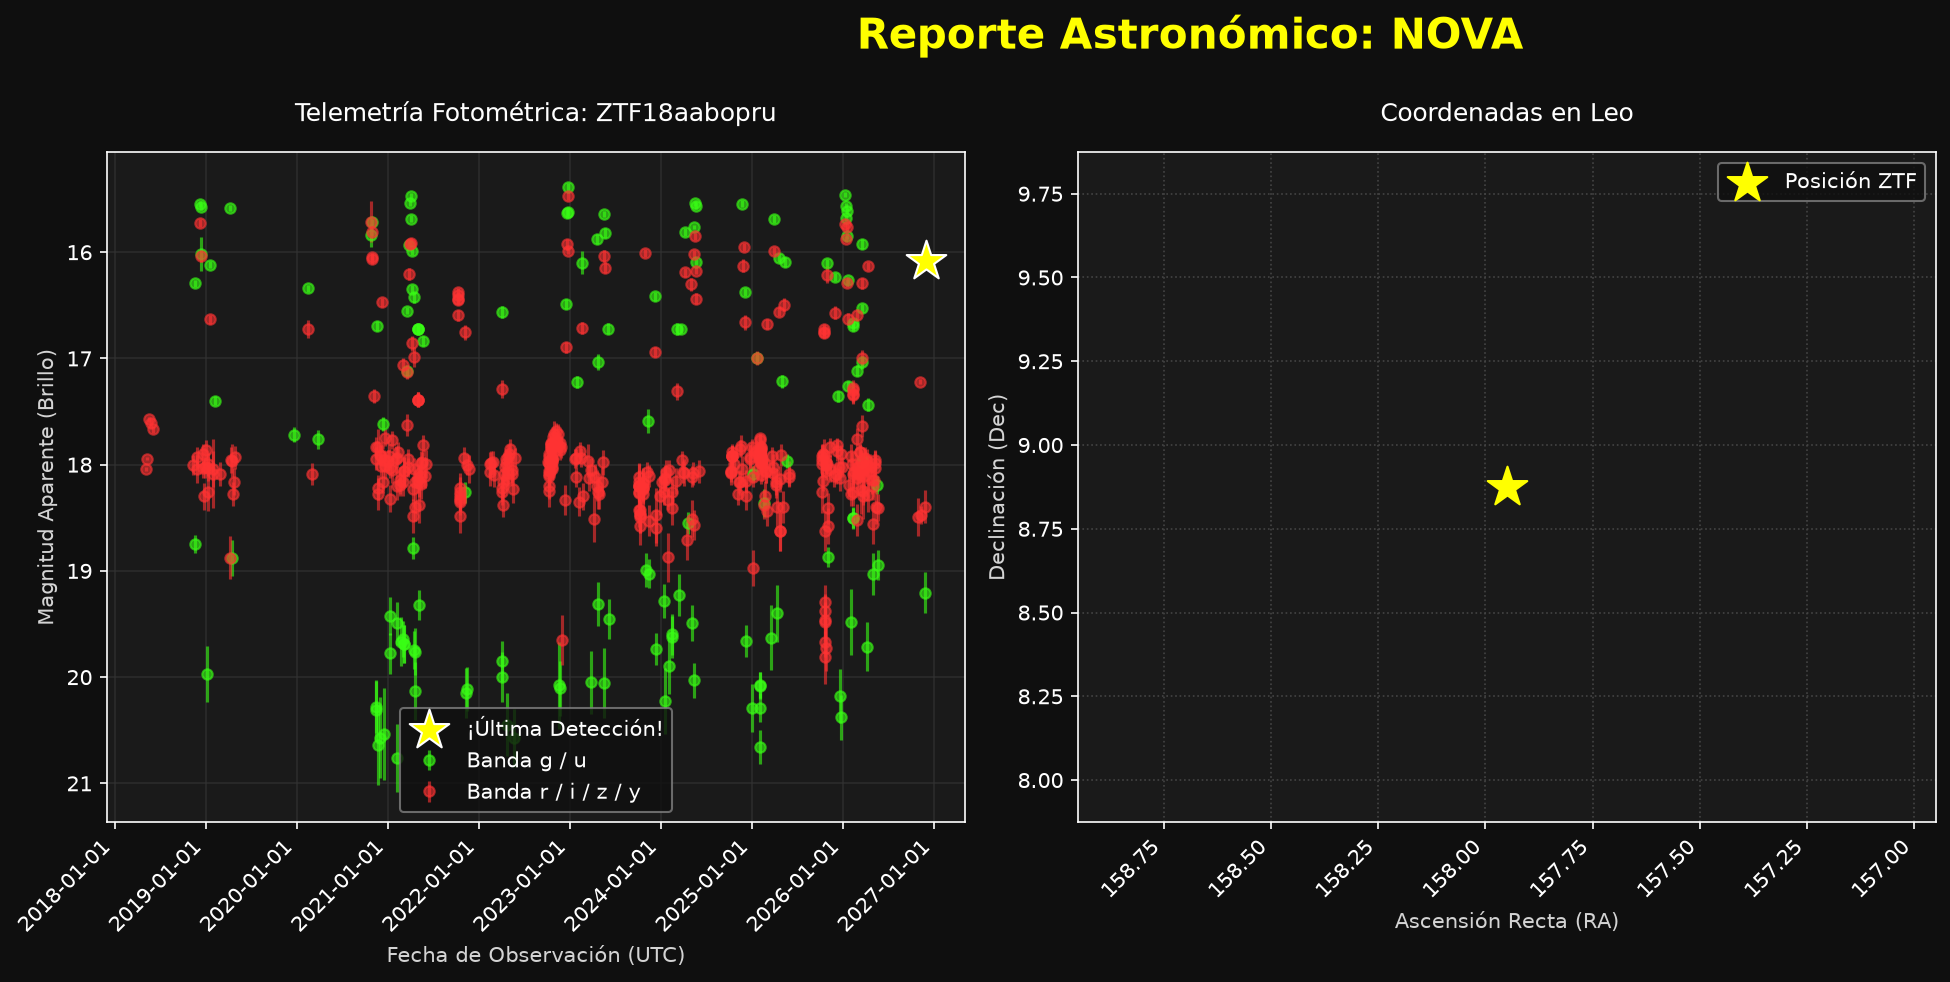 Reporte Astronómico: NOVA
Telemetría Fotométrica: ZTF18aabopru
Magnitud Aparente (Brillo)
16
17
18
19
20
21
¡Última Detección!
Banda g / u
Banda r / i / z / y
2018-01-01
2019-01-01
2020-01-01
2021-01-01
2022-01-01
2023-01-01
2024-01-01
2025-01-01
2026-01-01
2027-01-01
Fecha de Observación (UTC)
Coordenadas en Leo
Posición ZTF
Declinación (Dec)
9.75
9.50
9.25
9.00
8.75
8.50
8.25
8.00
158.75
158.50
158.25
158.00
157.75
157.50
157.25
157.00
Ascensión Recta (RA)